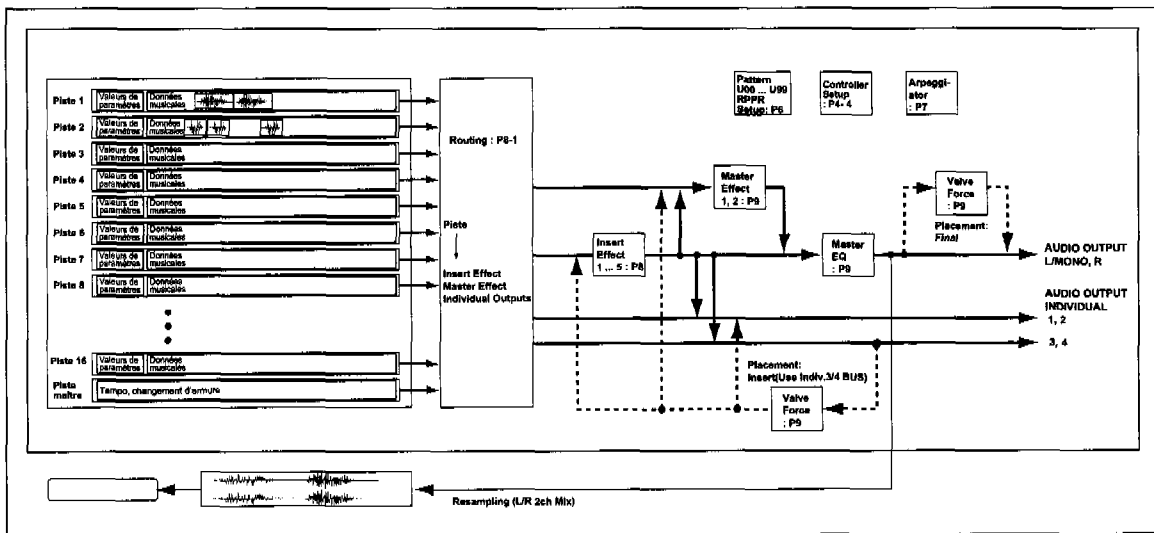 Piste 1
Valeurs de paramètres
Données musicales
Piste 2
Valeurs de paramètres
Données musicales
Piste 3
Valeurs de paramètres
Données musicales
Piste 4
Valeurs de paramètres
Données musicales
Piste 5
Valeurs de paramètres
Données musicales
Piste 6
Valeurs de paramètres
Données musicales
Piste 7
Valeurs de paramètres
Données musicales
Piste 8
Valeurs de paramètres
Données musicales
Piste 16
Valeurs de paramètres
Données musicales
Piste maître
Tempo, changement d'armure
Routing : P8-1
Piste
Insert Effect
Master Effect
Individual Outputs
Pattern
U00 ... U99
RPPR
Setup: P6
Controller
Setup
: P4- 4
Arpeggi-
ator
: P7
Master
Effect
1, 2 : P9
Insert
Effect
1 ... 5 : P8
Master
EQ
: P9
Valve
Force
: P9
Placement:
Final
AUDIO OUTPUT
L/MONO, R
AUDIO OUTPUT
INDIVIDUAL
1, 2
3, 4
Placement:
Insert(Use Indiv.3/4 BUS)
Valve
Force
: P9
Resampling (L/R 2ch Mix)